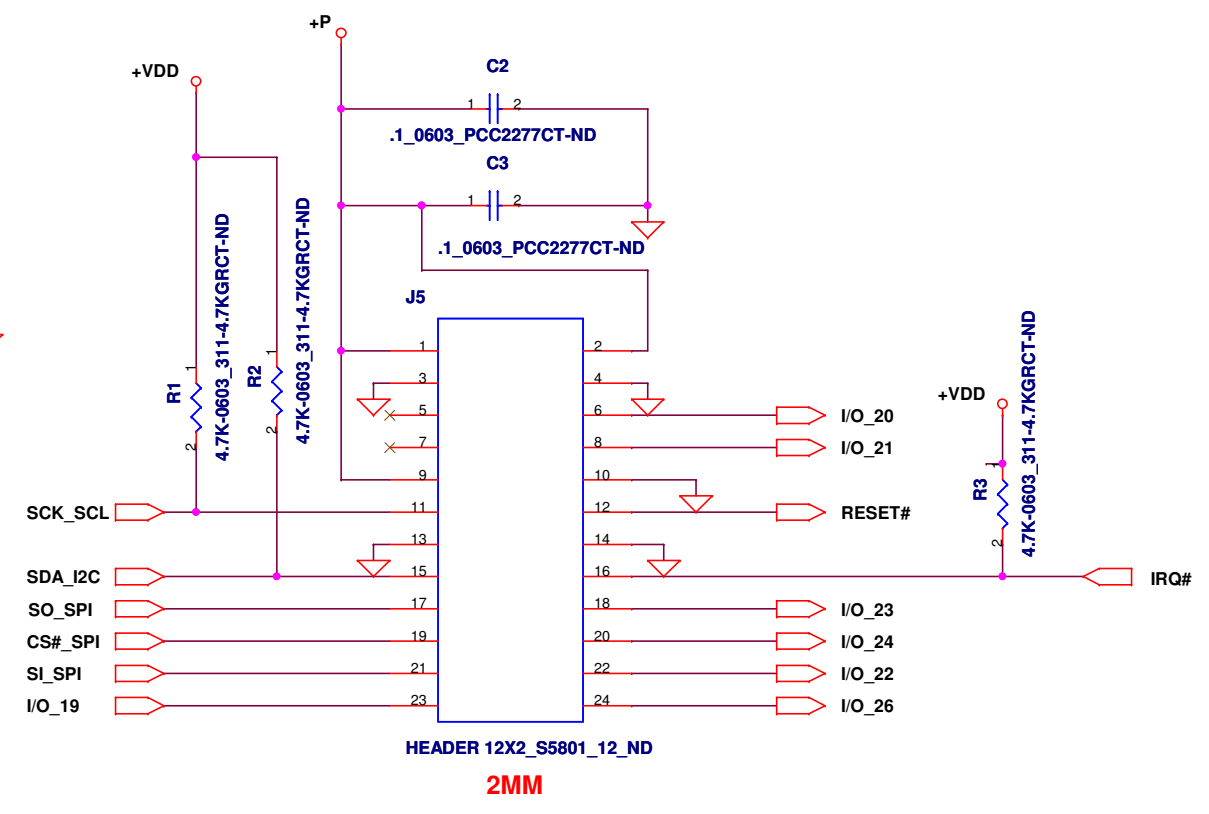 +P
+VDD
C2
1 2
.1_0603_PCC2277CT-ND
C3
1 2
.1_0603_PCC2277CT-ND
J5
R1
1
2
4.7K-0603_311-4.7KGRCT-ND
R2
1
2
4.7K-0603_311-4.7KGRCT-ND
1 2
3 4
5 6 I/O_20
7 8 I/O_21
9 10
SCK_SCL 11 12 RESET#
13 14
SDA_I2C 15 16 IRQ#
SO_SPI 17 18 I/O_23
CS#_SPI 19 20 I/O_24
SI_SPI 21 22 I/O_22
I/O_19 23 24 I/O_26
+VDD
R3
1
2
4.7K-0603_311-4.7KGRCT-ND
HEADER 12X2_S5801_12_ND
2MM